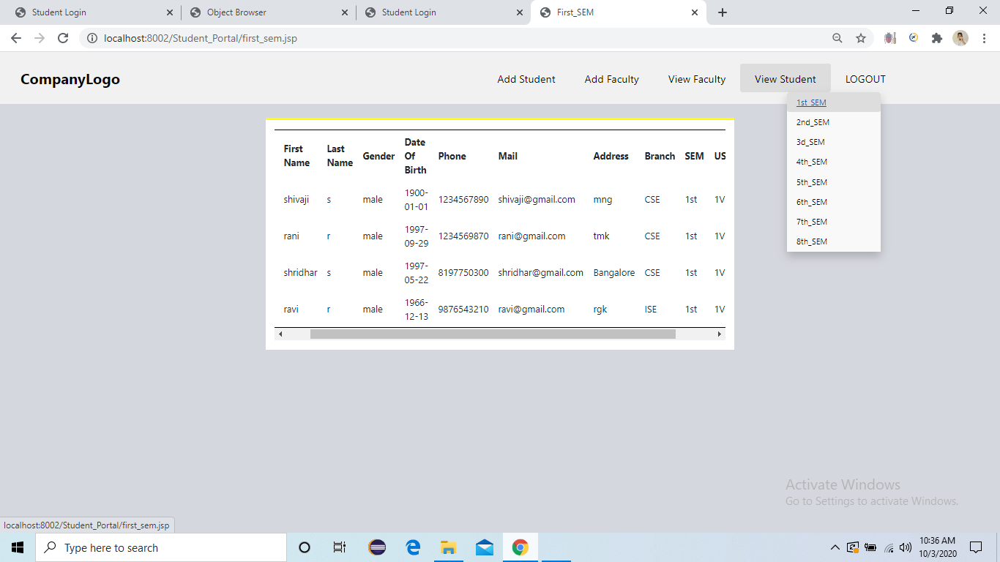 Student Login
Object Browser
Student Login
First_SEM
localhost:8002/Student_Portal/first_sem.jsp
CompanyLogo
Add Student
Add Faculty
View Faculty
View Student
LOGOUT
1st_SEM
2nd_SEM
3d_SEM
4th_SEM
5th_SEM
6th_SEM
7th_SEM
8th_SEM
First Name Last Name Gender Date Of Birth Phone Mail Address Branch SEM US
shivaji s male 1900-01-01 1234567890 shivaji@gmail.com mng CSE 1st 1V
rani r male 1997-09-29 1234569870 rani@gmail.com tmk CSE 1st 1V
shridhar s male 1997-05-22 8197750300 shridhar@gmail.com Bangalore CSE 1st 1V
ravi r male 1966-12-13 9876543210 ravi@gmail.com rgk ISE 1st 1V
Activate Windows
Go to Settings to activate Windows.
localhost:8002/Student_Portal/first_sem.jsp
Type here to search
10:36 AM
10/3/2020